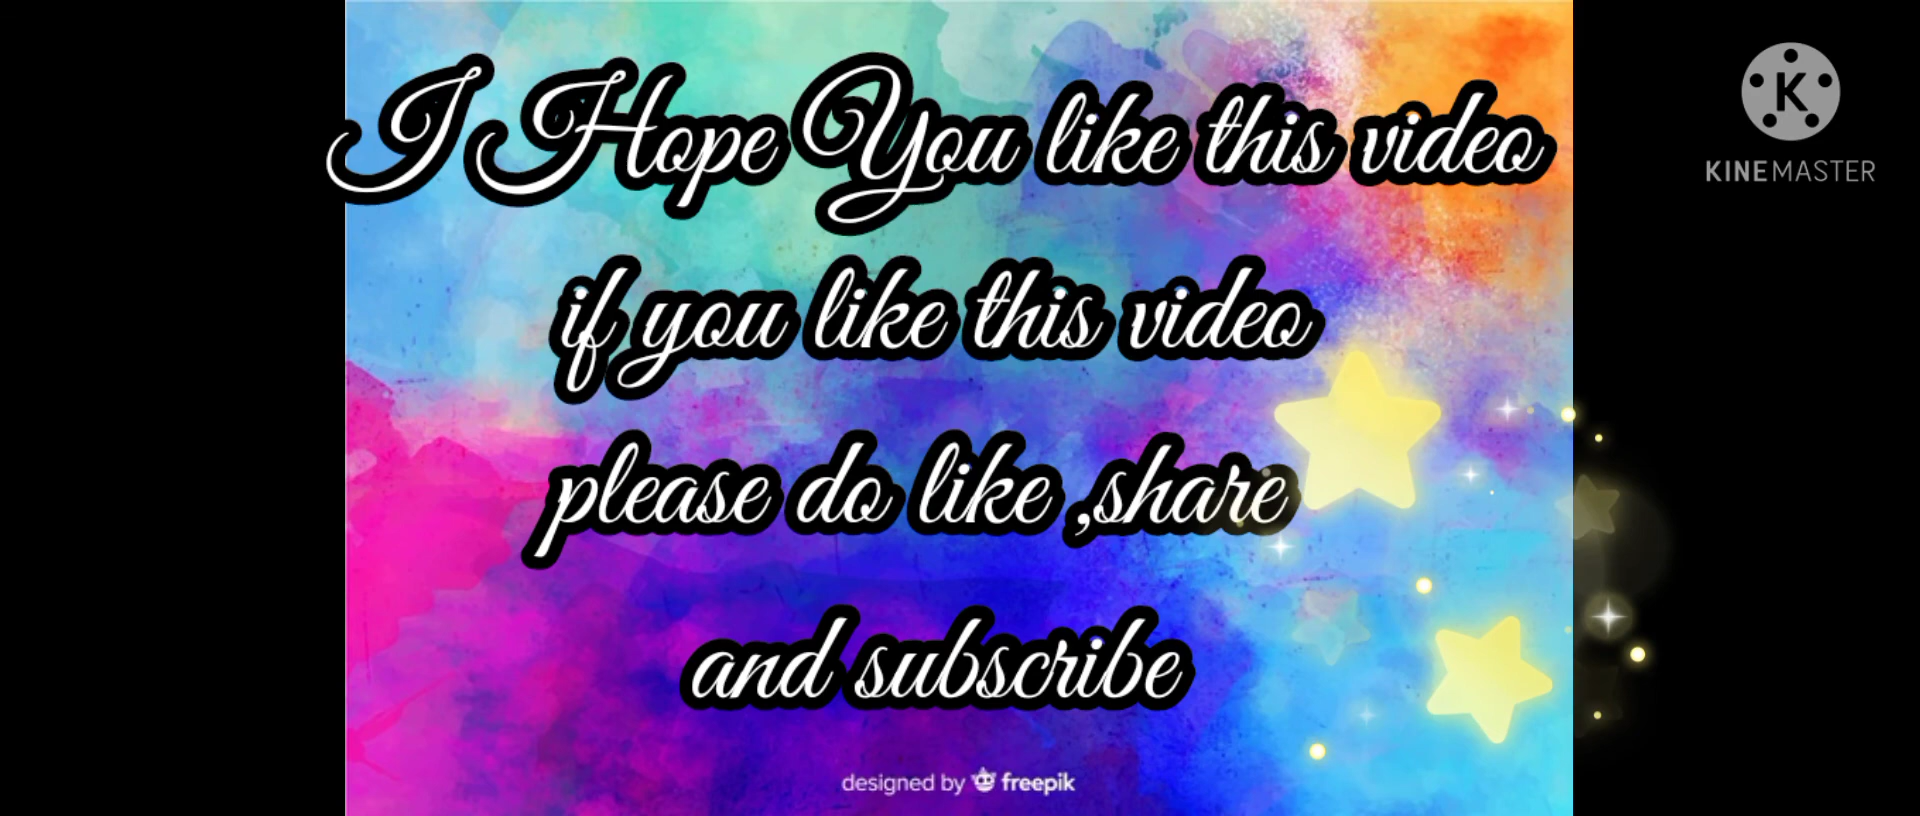 I Hope You like this video
if you like this video
please do like ,share
and subscribe
designed by freepik
K
KINEMASTER